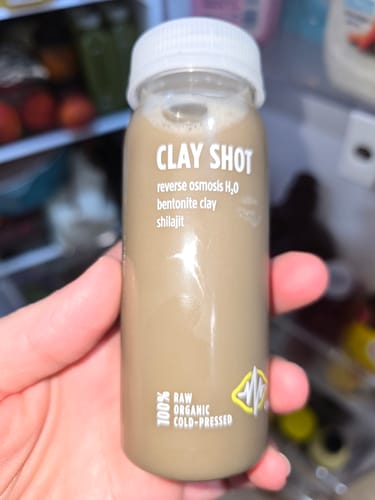 CLAY SHOT
reverse osmosis H₂O
bentonite clay
shilajit
100% RAW
ORGANIC
COLD-PRESSED